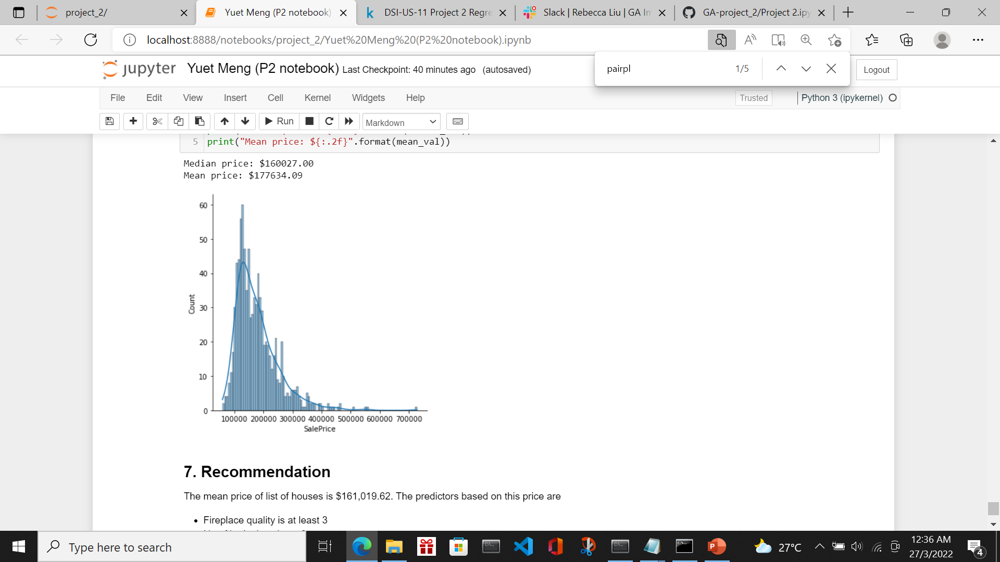 project_2/
Yuet Meng (P2 notebook)
DSI-US-11 Project 2 Regre
Slack | Rebecca Liu | GA Im
GA-project_2/Project 2.ipy
localhost:8888/notebooks/project_2/Yuet%20Meng%20(P2%20notebook).ipynb
pairpl
1/5
jupyter
Yuet Meng (P2 notebook) Last Checkpoint: 40 minutes ago (autosaved)
Logout
File Edit View Insert Cell Kernel Widgets Help
Trusted
Python 3 (ipykernel)
Run
Markdown
5 print("Mean price: ${:.2f}".format(mean_val))
Median price: $160027.00
Mean price: $177634.09
60
50
40
30
20
10
0
Count
100000 200000 300000 400000 500000 600000 700000
SalePrice
7. Recommendation
The mean price of list of houses is $161,019.62. The predictors based on this price are
• Fireplace quality is at least 3
Type here to search
27°C
12:36 AM
27/3/2022
4